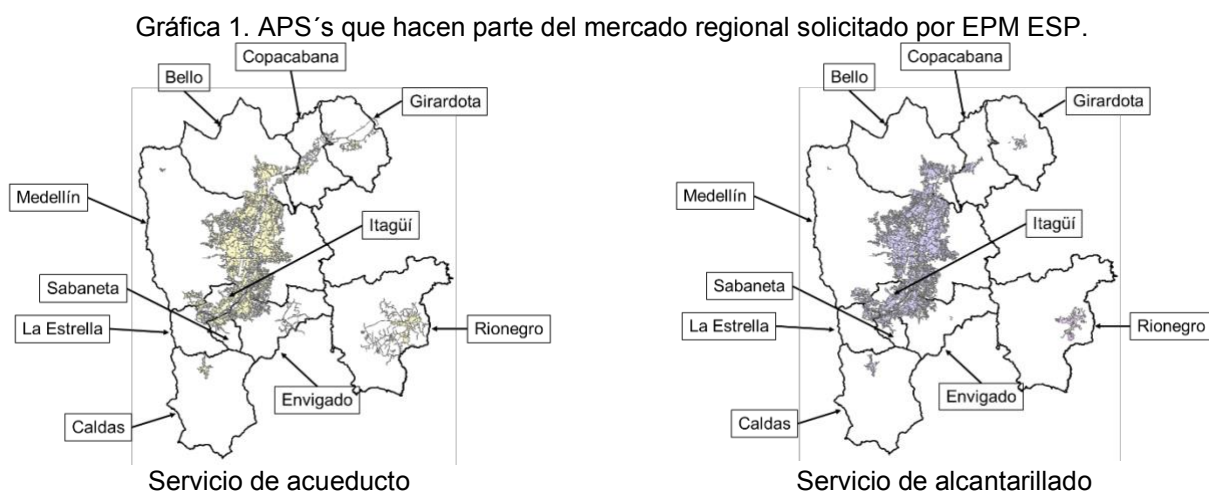 Gráfica 1. APS´s que hacen parte del mercado regional solicitado por EPM ESP.
Copacabana
Bello
Girardota
Medellín
Itagüí
Sabaneta
La Estrella
Rionegro
Envigado
Caldas
Servicio de acueducto
Copacabana
Bello
Girardota
Medellín
Itagüí
Sabaneta
La Estrella
Rionegro
Envigado
Caldas
Servicio de alcantarillado